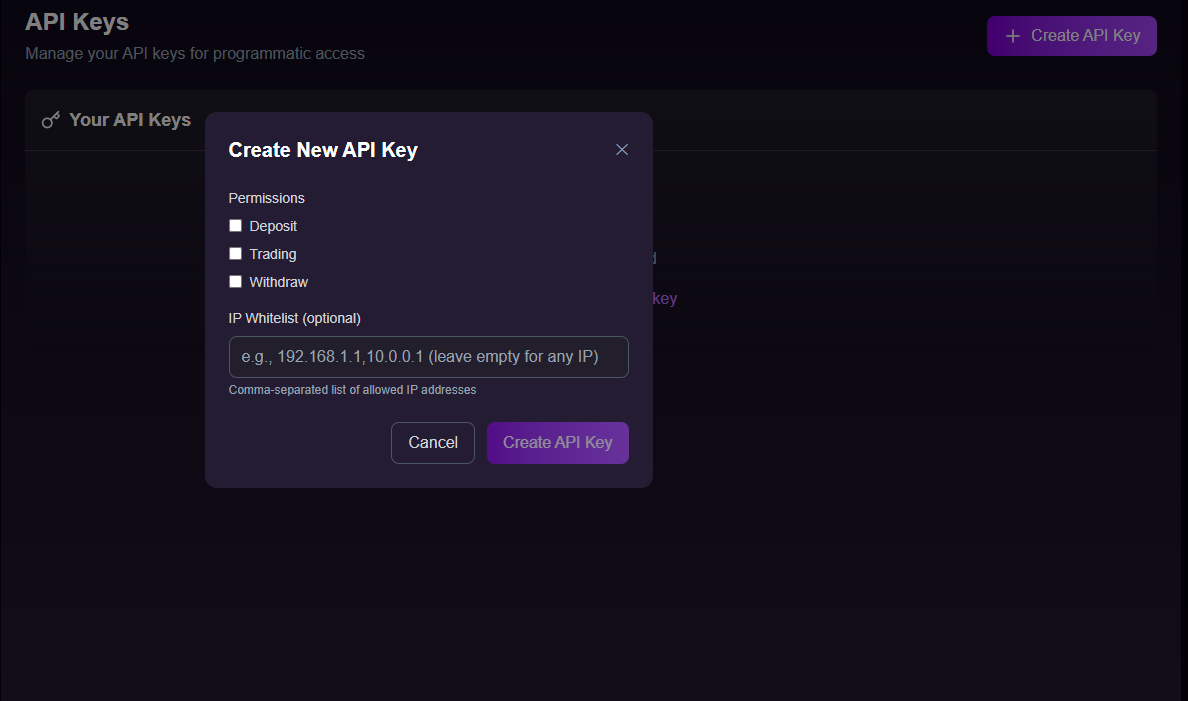 API Keys
Manage your API keys for programmatic access
Create API Key
Your API Keys
Create New API Key
Permissions
Deposit
Trading
Withdraw
key
IP Whitelist (optional)
e.g., 192.168.1.1,10.0.0.1 (leave empty for any IP)
Comma-separated list of allowed IP addresses
Cancel
Create API Key